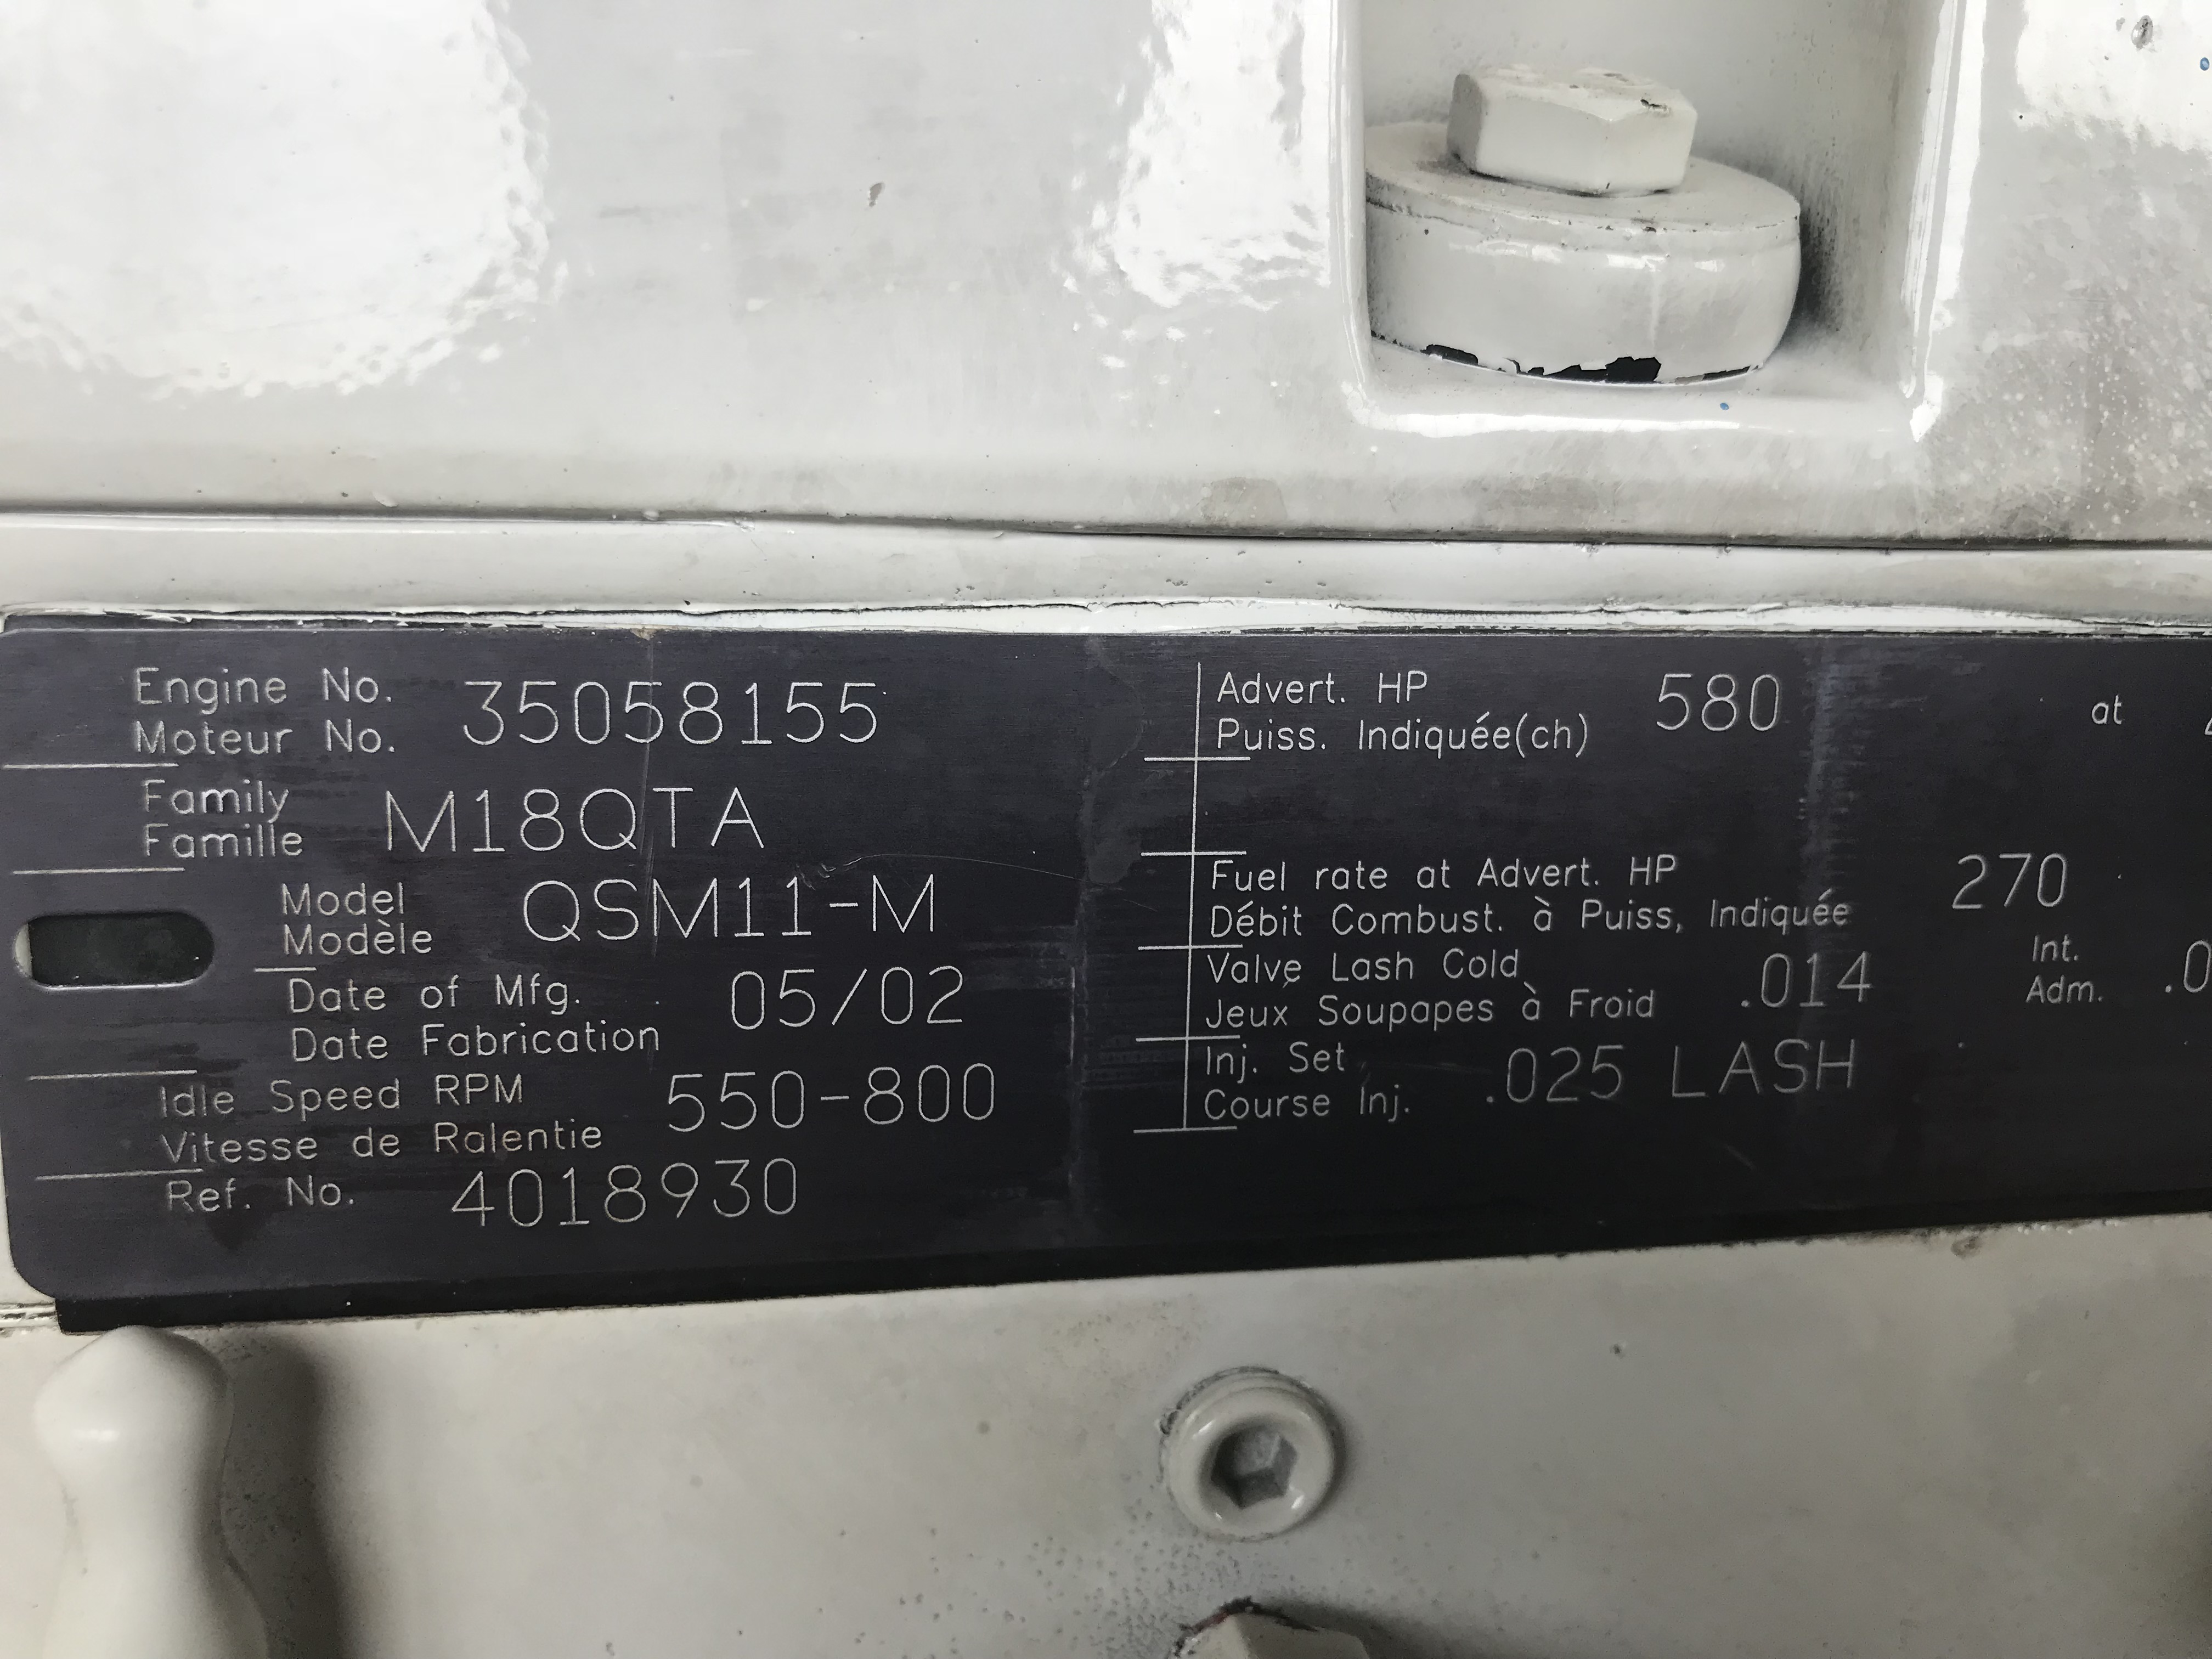 Engine No.
Moteur No. 35058155
Family
Famille M18QTA
Model
Modèle QSM11-M
Date of Mfg. 05/02
Date Fabrication
Idle Speed RPM 550-800
Vitesse de Ralentie
Ref. No. 4018930
Advert. HP 580 at
Puiss. Indiquée(ch)
Fuel rate at Advert. HP 270
Débit Combust. à Puiss, Indiquée
Valve Lash Cold .014 Int.
Jeux Soupapes à Froid Adm. .0
Inj. Set .025 LASH
Course Inj.